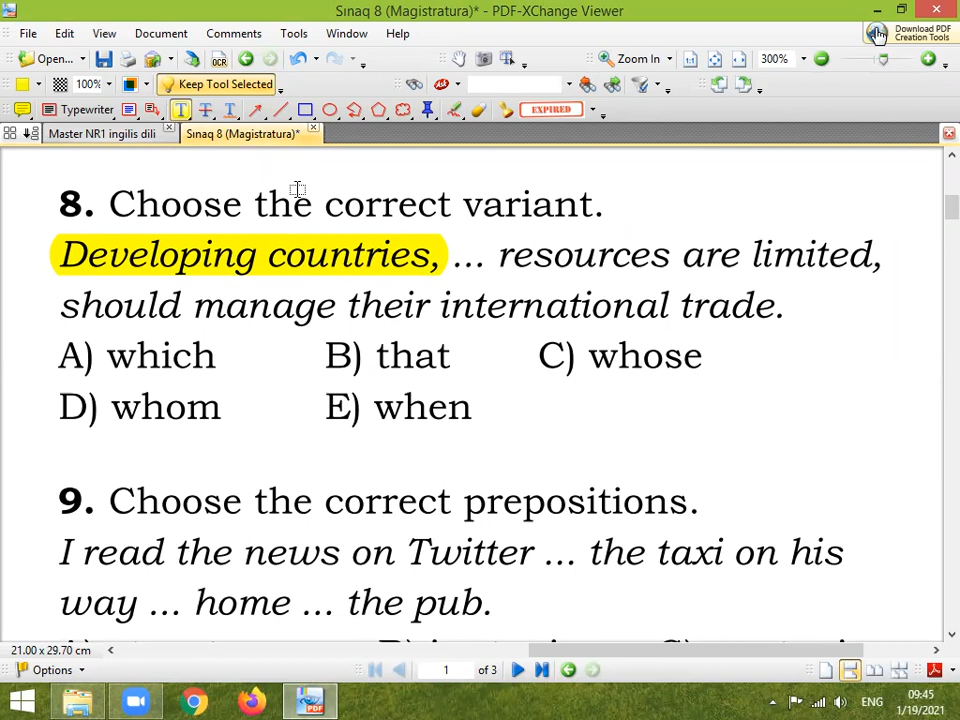 Sınaq 8 (Magistratura)* - PDF-XChange Viewer
File Edit View Document Comments Tools Window Help
Download PDF
Creation Tools
Open... OCR Zoom In 300%
100% Keep Tool Selected
Typewriter EXPIRED
Master NR1 ingilis dili Sınaq 8 (Magistratura)*
8. Choose the correct variant.
Developing countries, ... resources are limited,
should manage their international trade.
A) which B) that C) whose
D) whom E) when
9. Choose the correct prepositions.
I read the news on Twitter ... the taxi on his
way ... home ... the pub.
21.00 x 29.70 cm
Options 1 of 3
ENG
09:45
1/19/2021